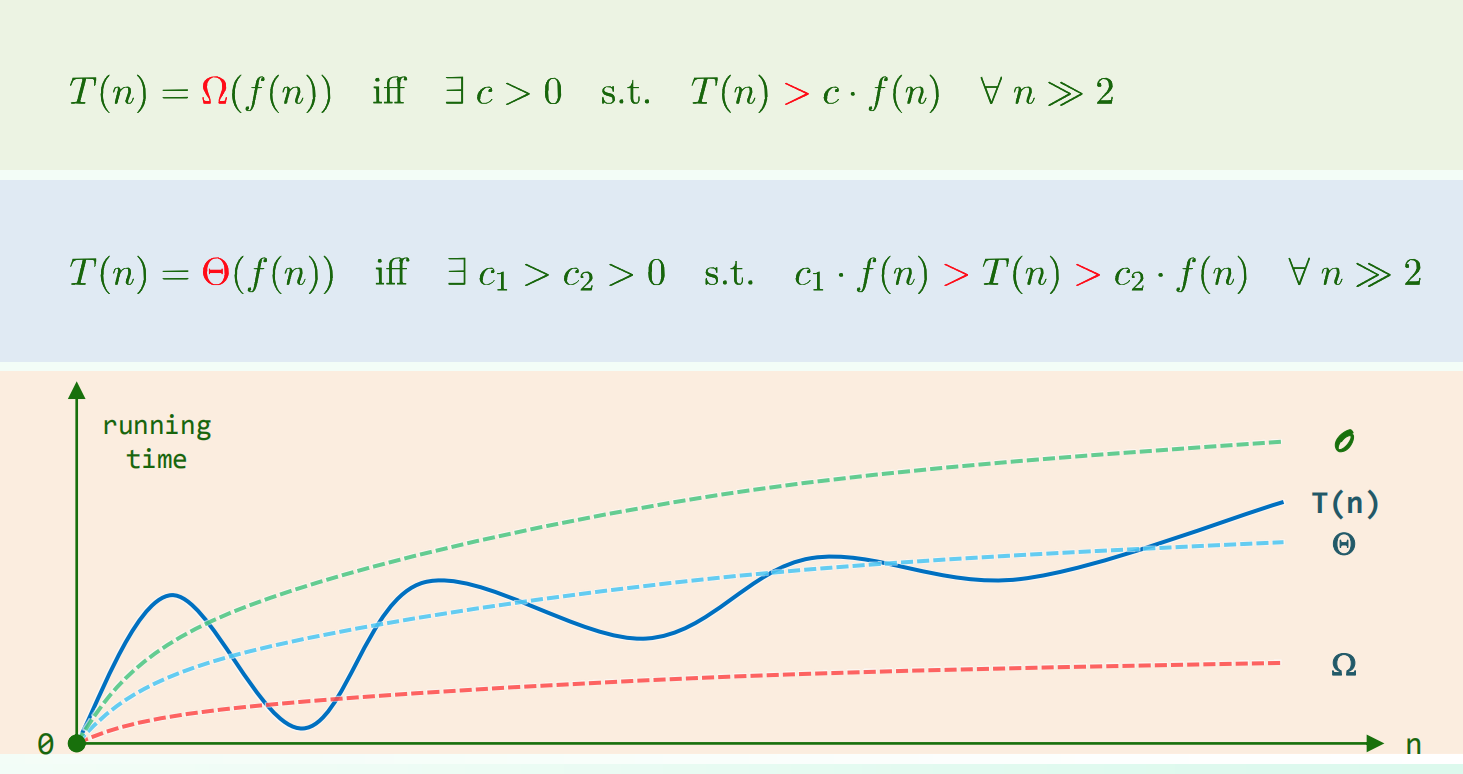 T(n) = Ω(f(n)) iff ∃ c > 0 s.t. T(n) > c · f(n) ∀ n ≫ 2
T(n) = Θ(f(n)) iff ∃ c₁ > c₂ > 0 s.t. c₁ · f(n) > T(n) > c₂ · f(n) ∀ n ≫ 2
running
time
𝒪
T(n)
Θ
Ω
0
n